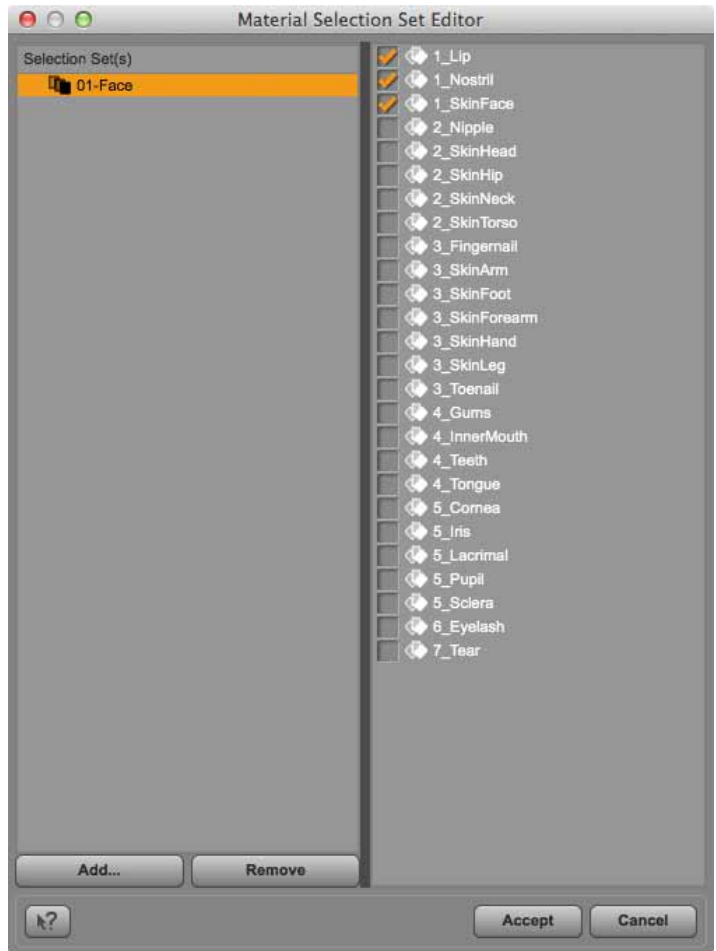 Material Selection Set Editor
Selection Set(s)
01-Face
1_Lip
1_Nostril
1_SkinFace
2_Nipple
2_SkinHead
2_SkinHip
2_SkinNeck
2_SkinTorso
3_Fingernail
3_SkinArm
3_SkinFoot
3_SkinForearm
3_SkinHand
3_SkinLeg
3_Toenail
4_Gums
4_InnerMouth
4_Teeth
4_Tongue
5_Cornea
5_Iris
5_Lacrimal
5_Pupil
5_Sclera
6_Eyelash
7_Tear
Add... Remove
? Accept Cancel